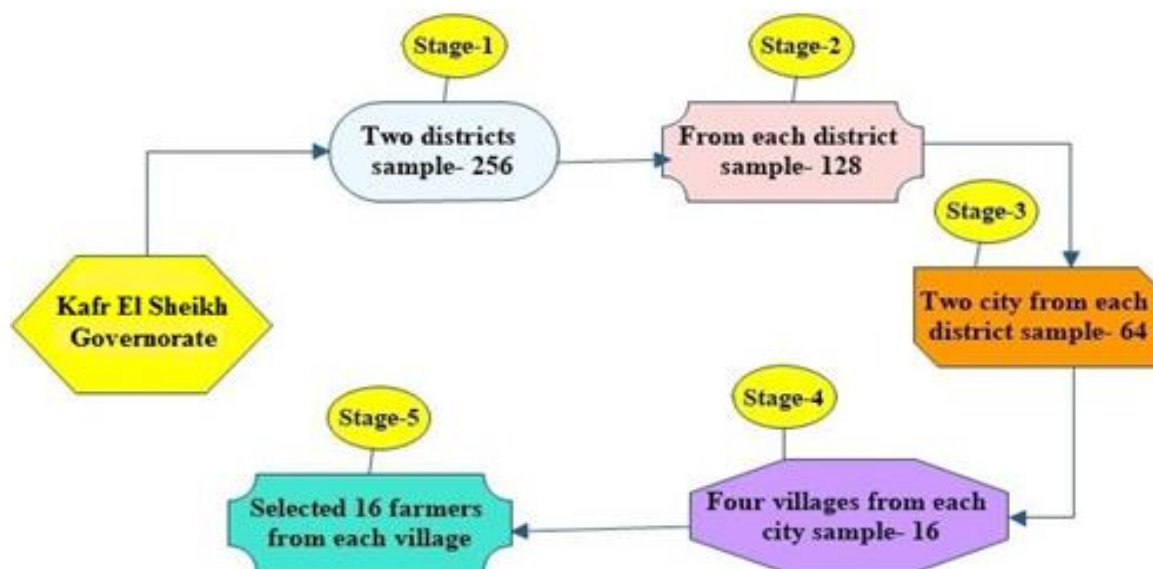 Stage-1
Two districts
sample- 256
Stage-2
From each district
sample- 128
Stage-3
Two city from each
district sample- 64
Kafr El Sheikh
Governorate
Stage-4
Four villages from each
city sample- 16
Stage-5
Selected 16 farmers
from each village